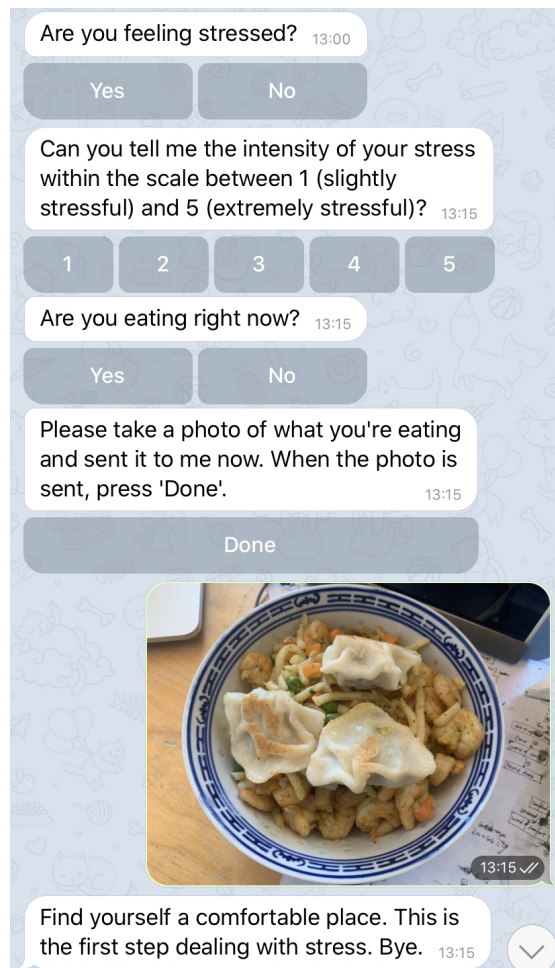 Are you feeling stressed? 13:00
Yes No
Can you tell me the intensity of your stress
within the scale between 1 (slightly
stressful) and 5 (extremely stressful)? 13:15
1 2 3 4 5
Are you eating right now? 13:15
Yes No
Please take a photo of what you're eating
and sent it to me now. When the photo is
sent, press 'Done'. 13:15
Done
13:15
Find yourself a comfortable place. This is
the first step dealing with stress. Bye. 13:15